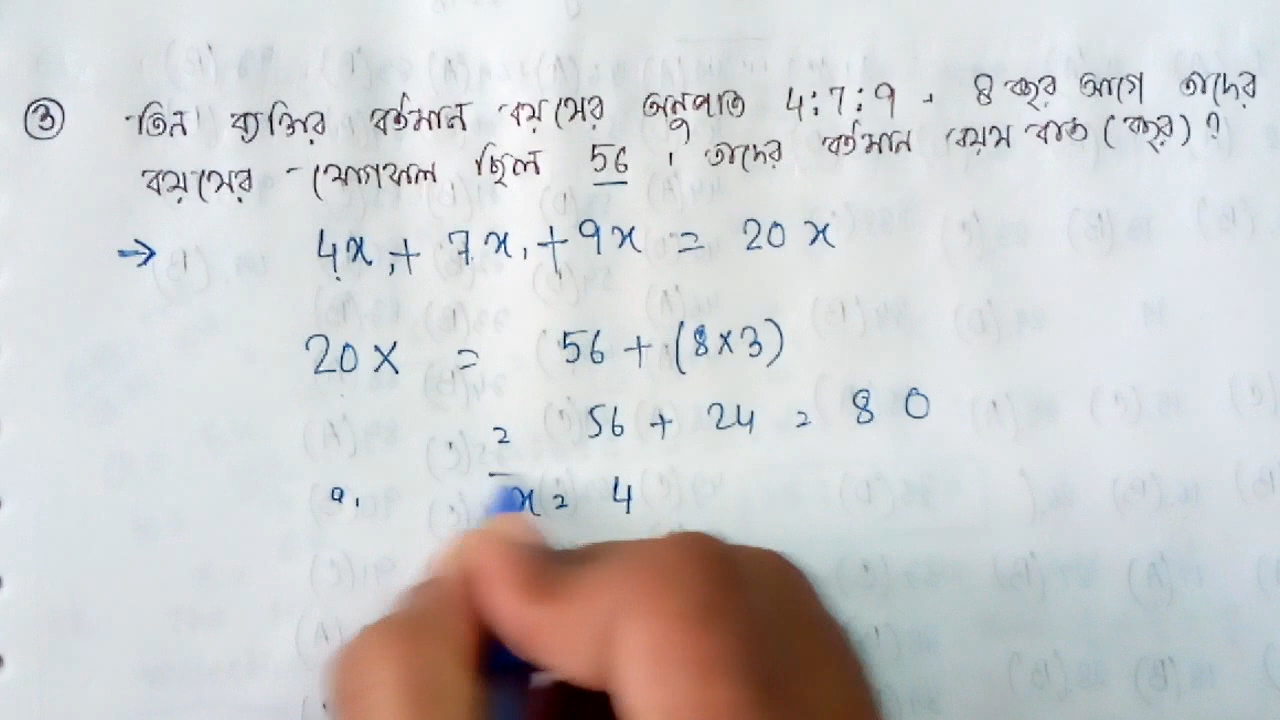 ③ তিন ব্যক্তির বর্তমান বয়সের অনুপাত 4:7:9 . 8 বছর আগে তাদের
বয়সের যোগফল ছিল 56 । তাদের বর্তমান বয়স কত (বছর) ?
→ 4x + 7x + 9x = 20x
20x = 56 + (8×3)
= 56 + 24 = 80
x = 4